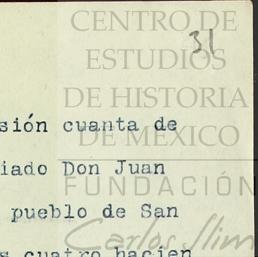 CENTRO DE
31
ESTUDIOS
DE HISTORIA
sión cuanta de
DE MÉXICO
iado Don Juan
FUNDACIÓN
pueblo de San
Carlos Slim
s cuatro hacien